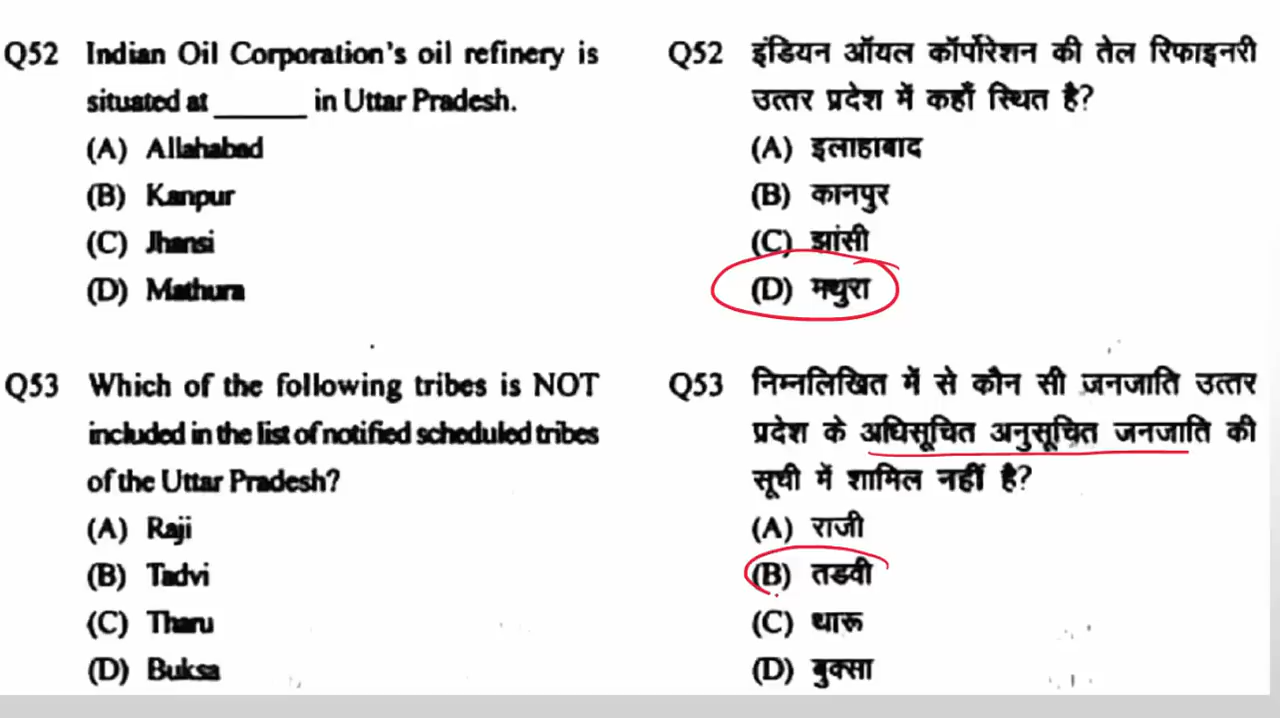 Q52 Indian Oil Corporation's oil refinery is
situated at ______ in Uttar Pradesh.
(A) Allahabad
(B) Kanpur
(C) Jhansi
(D) Mathura
Q53 Which of the following tribes is NOT
included in the list of notified scheduled tribes
of the Uttar Pradesh?
(A) Raji
(B) Tadvi
(C) Tharu
(D) Buksa
Q52 इंडियन ऑयल कॉर्पोरेशन की तेल रिफाइनरी
उत्तर प्रदेश में कहाँ स्थित है?
(A) इलाहाबाद
(B) कानपुर
(C) झांसी
(D) मथुरा
Q53 निम्नलिखित में से कौन सी जनजाति उत्तर
प्रदेश के अधिसूचित अनुसूचित जनजाति की
सूची में शामिल नहीं है?
(A) राजी
(B) तडवी
(C) थारू
(D) बुक्सा